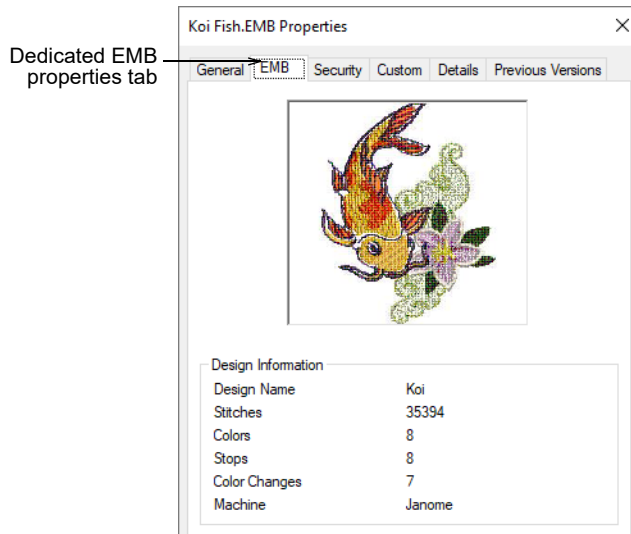 Koi Fish.EMB Properties
Dedicated EMB
properties tab
General EMB Security Custom Details Previous Versions
Design Information
Design Name Koi
Stitches 35394
Colors 8
Stops 8
Color Changes 7
Machine Janome